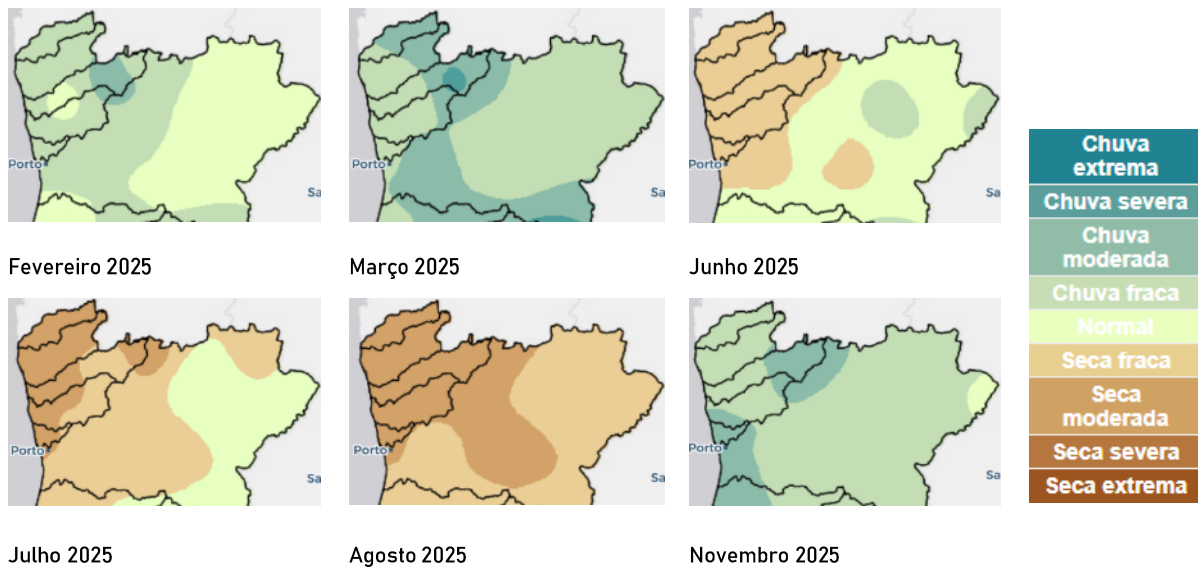 Porto
Sa
Porto
Sa
Porto
Sa
Fevereiro 2025
Março 2025
Junho 2025
Porto
Sa
Porto
Sa
Porto
Sa
Julho 2025
Agosto 2025
Novembro 2025
Chuva
extrema
Chuva severa
Chuva
moderada
Chuva fraca
Normal
Seca fraca
Seca
moderada
Seca severa
Seca extrema